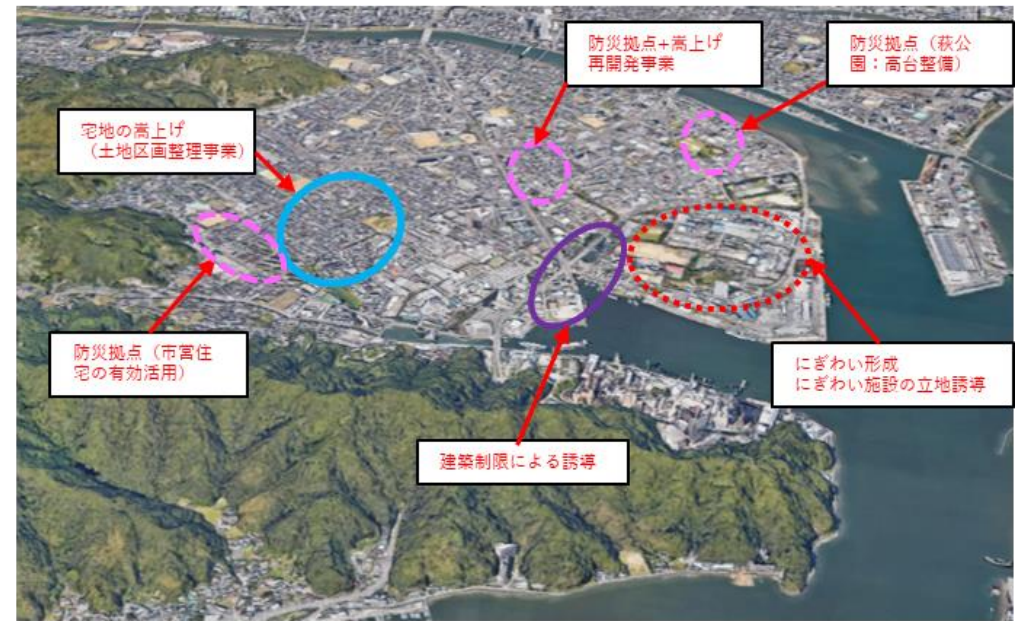 防災拠点+嵩上げ
再開発事業
防災拠点（萩公
園：高台整備）
宅地の嵩上げ
（土地区画整理事業）
防災拠点（市営住
宅の有効活用）
にぎわい形成
にぎわい施設の立地誘導
建築制限による誘導